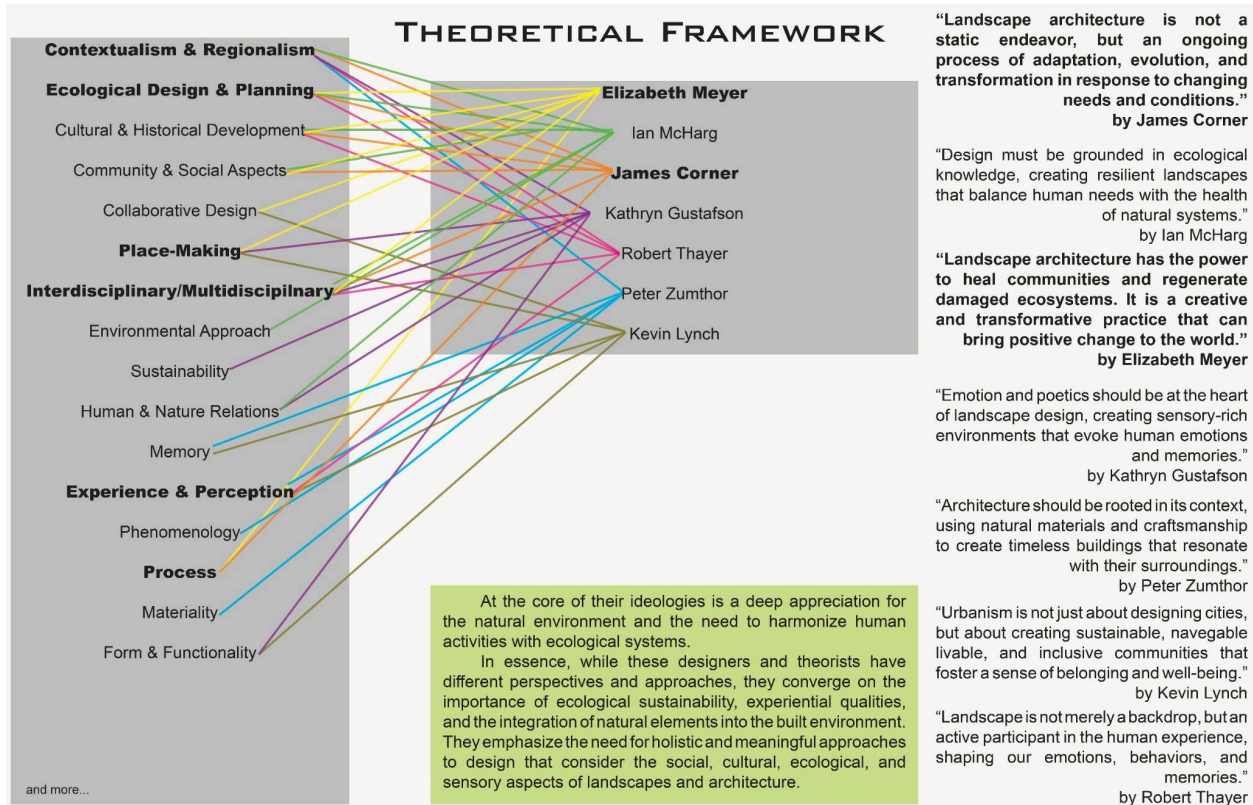 THEORETICAL FRAMEWORK
Contextualism & Regionalism
Ecological Design & Planning
Cultural & Historical Development
Community & Social Aspects
Collaborative Design
Place-Making
Interdisciplinary/Multidiscipilnary
Environmental Approach
Sustainability
Human & Nature Relations
Memory
Experience & Perception
Phenomenology
Process
Materiality
Form & Functionality
and more...
Elizabeth Meyer
Ian McHarg
James Corner
Kathryn Gustafson
Robert Thayer
Peter Zumthor
Kevin Lynch
At the core of their ideologies is a deep appreciation for
the natural environment and the need to harmonize human
activities with ecological systems.
In essence, while these designers and theorists have
different perspectives and approaches, they converge on the
importance of ecological sustainability, experiential qualities,
and the integration of natural elements into the built environment.
They emphasize the need for holistic and meaningful approaches
to design that consider the social, cultural, ecological, and
sensory aspects of landscapes and architecture.
“Landscape architecture is not a
static endeavor, but an ongoing
process of adaptation, evolution, and
transformation in response to changing
needs and conditions.”
by James Corner
“Design must be grounded in ecological
knowledge, creating resilient landscapes
that balance human needs with the health
of natural systems.”
by Ian McHarg
“Landscape architecture has the power
to heal communities and regenerate
damaged ecosystems. It is a creative
and transformative practice that can
bring positive change to the world.”
by Elizabeth Meyer
“Emotion and poetics should be at the heart
of landscape design, creating sensory-rich
environments that evoke human emotions
and memories.”
by Kathryn Gustafson
“Architecture should be rooted in its context,
using natural materials and craftsmanship
to create timeless buildings that resonate
with their surroundings.”
by Peter Zumthor
“Urbanism is not just about designing cities,
but about creating sustainable, navegable
livable, and inclusive communities that
foster a sense of belonging and well-being.”
by Kevin Lynch
“Landscape is not merely a backdrop, but an
active participant in the human experience,
shaping our emotions, behaviors, and
memories.”
by Robert Thayer